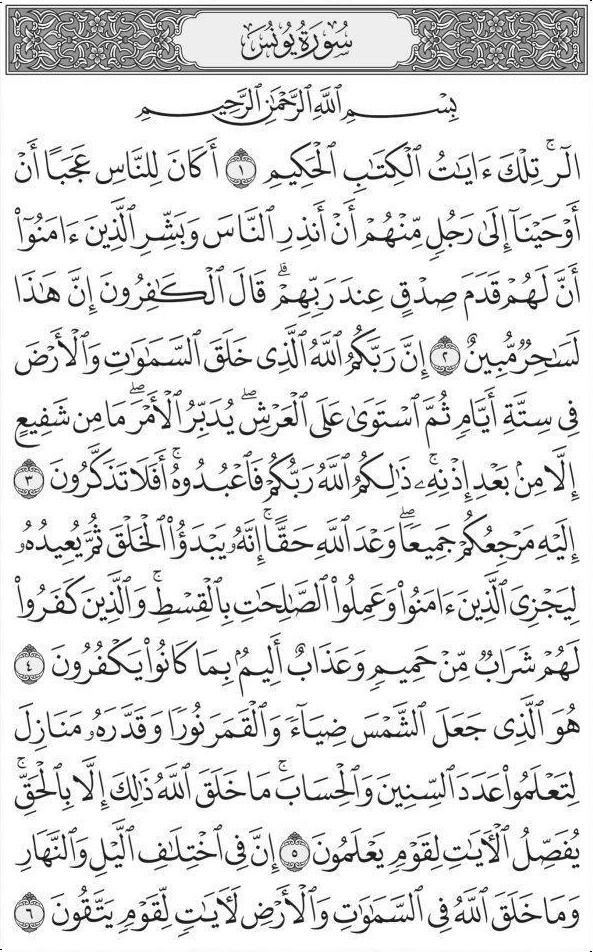 سُورَةُ يُونُسَ
بِسْمِ ٱللَّهِ ٱلرَّحْمَٰنِ ٱلرَّحِيمِ
الٓرۚ تِلْكَ ءَايَٰتُ ٱلْكِتَٰبِ ٱلْحَكِيمِ ١ أَكَانَ لِلنَّاسِ عَجَبًا أَنْ
أَوْحَيْنَآ إِلَىٰ رَجُلٍ مِّنْهُمْ أَنْ أَنذِرِ ٱلنَّاسَ وَبَشِّرِ ٱلَّذِينَ ءَامَنُوٓا۟
أَنَّ لَهُمْ قَدَمَ صِدْقٍ عِندَ رَبِّهِمْۗ قَالَ ٱلْكَٰفِرُونَ إِنَّ هَٰذَا
لَسَٰحِرٌ مُّبِينٌ ٢ إِنَّ رَبَّكُمُ ٱللَّهُ ٱلَّذِى خَلَقَ ٱلسَّمَٰوَٰتِ وَٱلْأَرْضَ
فِى سِتَّةِ أَيَّامٍ ثُمَّ ٱسْتَوَىٰ عَلَى ٱلْعَرْشِۖ يُدَبِّرُ ٱلْأَمْرَۖ مَا مِن شَفِيعٍ
إِلَّا مِنۢ بَعْدِ إِذْنِهِۦۚ ذَٰلِكُمُ ٱللَّهُ رَبُّكُمْ فَٱعْبُدُوهُۚ أَفَلَا تَذَكَّرُونَ ٣
إِلَيْهِ مَرْجِعُكُمْ جَمِيعًاۖ وَعْدَ ٱللَّهِ حَقًّاۚ إِنَّهُۥ يَبْدَؤُا۟ ٱلْخَلْقَ ثُمَّ يُعِيدُهُۥ
لِيَجْزِىَ ٱلَّذِينَ ءَامَنُوا۟ وَعَمِلُوا۟ ٱلصَّٰلِحَٰتِ بِٱلْقِسْطِۚ وَٱلَّذِينَ كَفَرُوا۟
لَهُمْ شَرَابٌ مِّنْ حَمِيمٍ وَعَذَابٌ أَلِيمٌۢ بِمَا كَانُوا۟ يَكْفُرُونَ ٤
هُوَ ٱلَّذِى جَعَلَ ٱلشَّمْسَ ضِيَآءً وَٱلْقَمَرَ نُورًا وَقَدَّرَهُۥ مَنَازِلَ
لِتَعْلَمُوا۟ عَدَدَ ٱلسِّنِينَ وَٱلْحِسَابَۚ مَا خَلَقَ ٱللَّهُ ذَٰلِكَ إِلَّا بِٱلْحَقِّۚ
يُفَصِّلُ ٱلْءَايَٰتِ لِقَوْمٍ يَعْلَمُونَ ٥ إِنَّ فِى ٱخْتِلَٰفِ ٱلَّيْلِ وَٱلنَّهَارِ
وَمَا خَلَقَ ٱللَّهُ فِى ٱلسَّمَٰوَٰتِ وَٱلْأَرْضِ لَءَايَٰتٍ لِّقَوْمٍ يَتَّقُونَ ٦